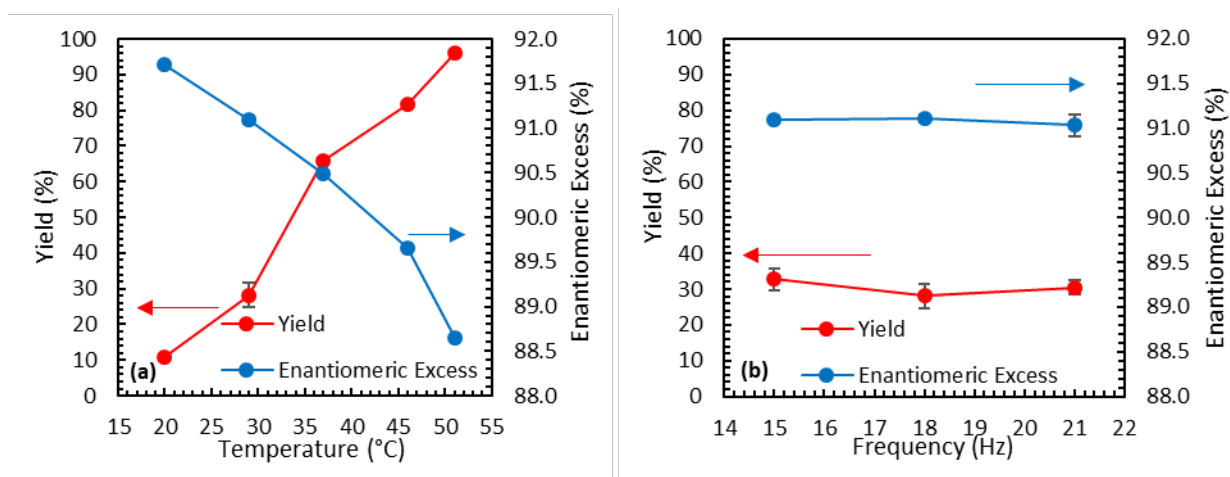 100
90
80
70
60
50
40
30
20
10
0
Yield (%)
92.0
91.5
91.0
90.5
90.0
89.5
89.0
88.5
88.0
Enantiomeric Excess (%)
Yield
Enantiomeric Excess
(a)
15 20 25 30 35 40 45 50 55
Temperature (°C)
100
90
80
70
60
50
40
30
20
10
0
Yield (%)
92.0
91.5
91.0
90.5
90.0
89.5
89.0
88.5
88.0
Enantiomeric Excess (%)
Yield
Enantiomeric Excess
(b)
14 15 16 17 18 19 20 21 22
Frequency (Hz)